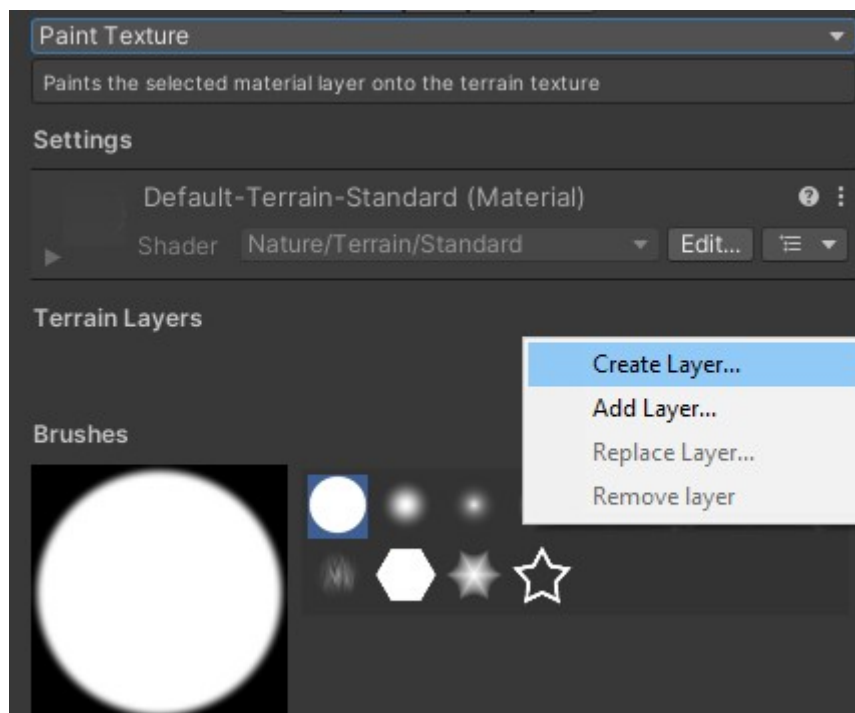 Paint Texture
Paints the selected material layer onto the terrain texture
Settings
Default-Terrain-Standard (Material)
Shader Nature/Terrain/Standard Edit...
Terrain Layers
Create Layer...
Add Layer...
Replace Layer...
Remove layer
Brushes